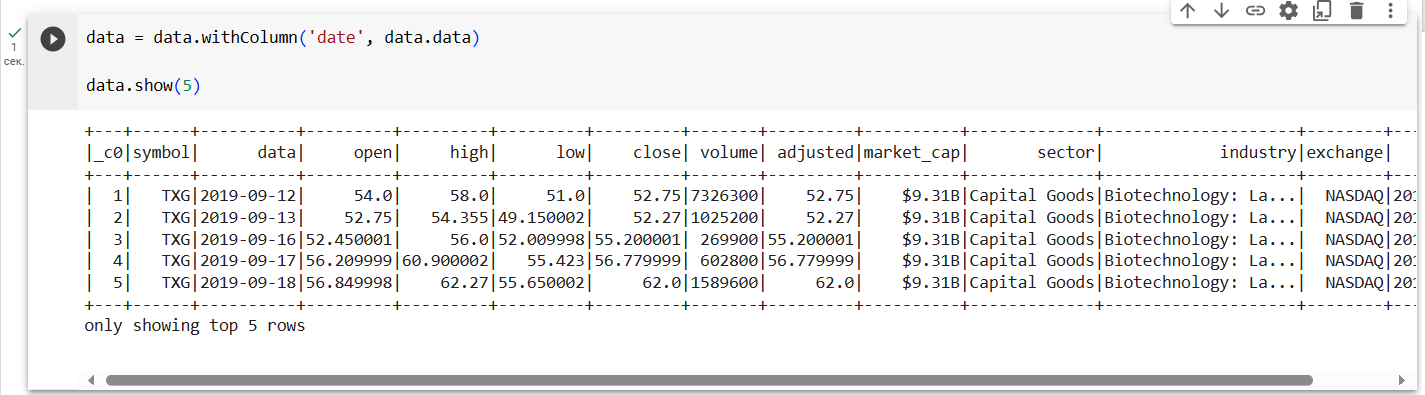 1
сек.
data = data.withColumn('date', data.data)
data.show(5)
+---+------+----------+---------+---------+---------+---------+-------+---------+----------+-------------+--------------------+--------+---
|_c0|symbol|      data|     open|     high|      low|    close| volume| adjusted|market_cap|       sector|            industry|exchange|
+---+------+----------+---------+---------+---------+---------+-------+---------+----------+-------------+--------------------+--------+---
|  1|   TXG|2019-09-12|     54.0|     58.0|     51.0|    52.75|7326300|    52.75|    $9.31B|Capital Goods|Biotechnology: La...|  NASDAQ|201
|  2|   TXG|2019-09-13|    52.75|   54.355|49.150002|    52.27|1025200|    52.27|    $9.31B|Capital Goods|Biotechnology: La...|  NASDAQ|201
|  3|   TXG|2019-09-16|52.450001|     56.0|52.009998|55.200001| 269900|55.200001|    $9.31B|Capital Goods|Biotechnology: La...|  NASDAQ|201
|  4|   TXG|2019-09-17|56.209999|60.900002|   55.423|56.779999| 602800|56.779999|    $9.31B|Capital Goods|Biotechnology: La...|  NASDAQ|201
|  5|   TXG|2019-09-18|56.849998|    62.27|55.650002|     62.0|1589600|     62.0|    $9.31B|Capital Goods|Biotechnology: La...|  NASDAQ|201
+---+------+----------+---------+---------+---------+---------+-------+---------+----------+-------------+--------------------+--------+---
only showing top 5 rows